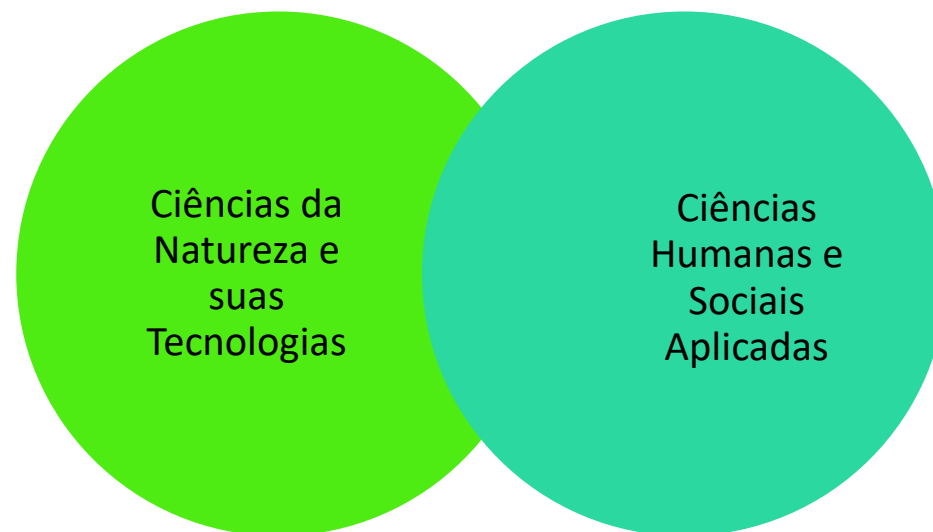 Ciências da
Natureza e
suas
Tecnologias
Ciências
Humanas e
Sociais
Aplicadas